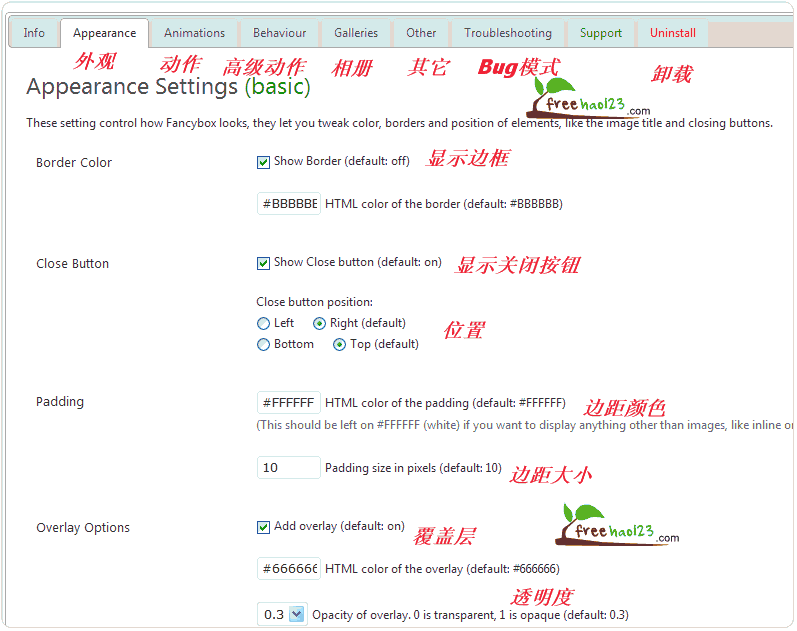 Info Appearance Animations Behaviour Galleries Other Troubleshooting Support Uninstall
外观 动作 高级动作 相册 其它 Bug模式 卸载
Appearance Settings (basic)
freehao123.com
These setting control how Fancybox looks, they let you tweak color, borders and position of elements, like the image title and closing buttons.
Border Color Show Border (default: off) 显示边框
#BBBBBB HTML color of the border (default: #BBBBBB)
Close Button Show Close button (default: on) 显示关闭按钮
Close button position:
Left Right (default) 位置
Bottom Top (default)
Padding #FFFFFF HTML color of the padding (default: #FFFFFF) 边距颜色
(This should be left on #FFFFFF (white) if you want to display anything other than images, like inline or
10 Padding size in pixels (default: 10) 边距大小
Overlay Options Add overlay (default: on) 覆盖层
freehao123.com
#666666 HTML color of the overlay (default: #666666)
透明度
0.3 Opacity of overlay. 0 is transparent, 1 is opaque (default: 0.3)